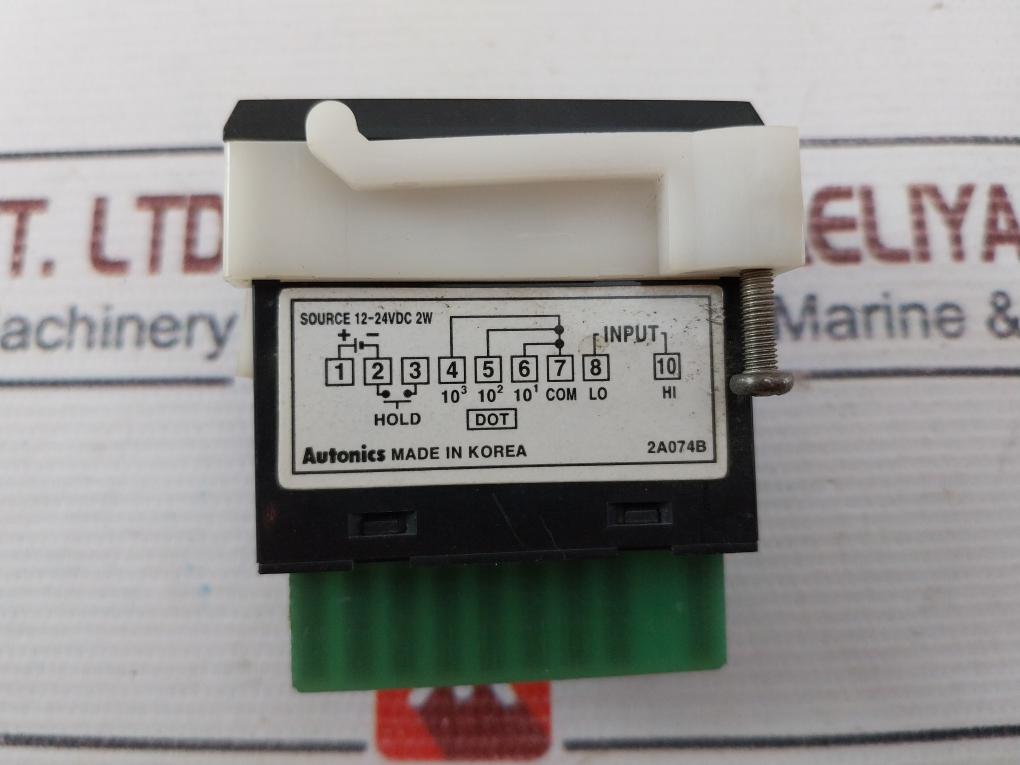 T. LTD
ELIYA
achinery
Marine &
SOURCE 12-24VDC 2W
+ −
INPUT
1 2 3 4 5 6 7 8 10
10³ 10² 10¹ COM LO HI
HOLD DOT
Autonics MADE IN KOREA 2A074B